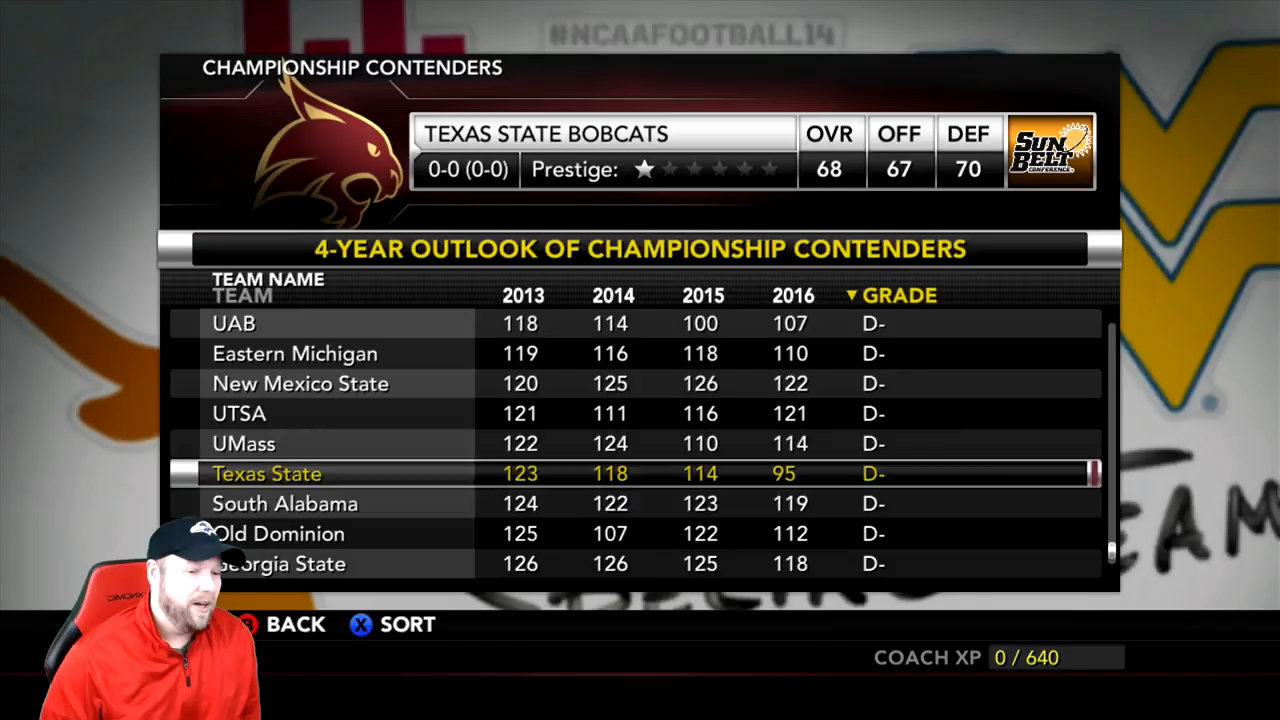 #NCAAFOOTBALL14
CHAMPIONSHIP CONTENDERS
TEXAS STATE BOBCATS OVR OFF DEF
0-0 (0-0) Prestige: 68 67 70
SUN BELT CONFERENCE
4-YEAR OUTLOOK OF CHAMPIONSHIP CONTENDERS
TEAM NAME
TEAM 2013 2014 2015 2016 ▼ GRADE
UAB 118 114 100 107 D-
Eastern Michigan 119 116 118 110 D-
New Mexico State 120 125 126 122 D-
UTSA 121 111 116 121 D-
UMass 122 124 110 114 D-
Texas State 123 118 114 95 D-
South Alabama 124 122 123 119 D-
Old Dominion 125 107 122 112 D-
Georgia State 126 126 125 118 D-
BACK X SORT
COACH XP 0 / 640